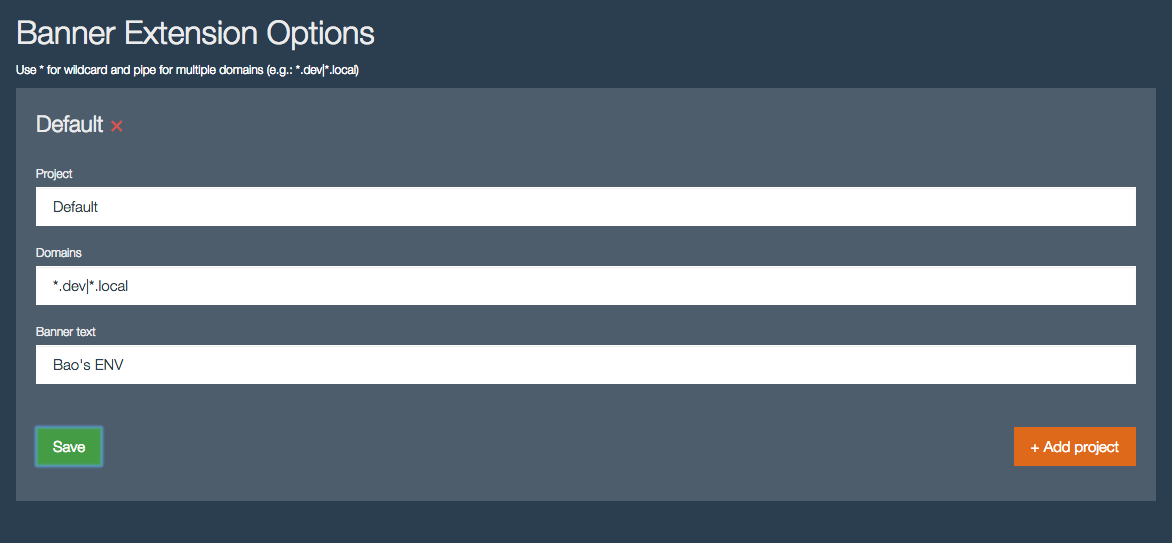 Banner Extension Options
Use * for wildcard and pipe for multiple domains (e.g.: *.dev|*.local)
Default ×
Project
Default
Domains
*.dev|*.local
Banner text
Bao's ENV
Save
+ Add project